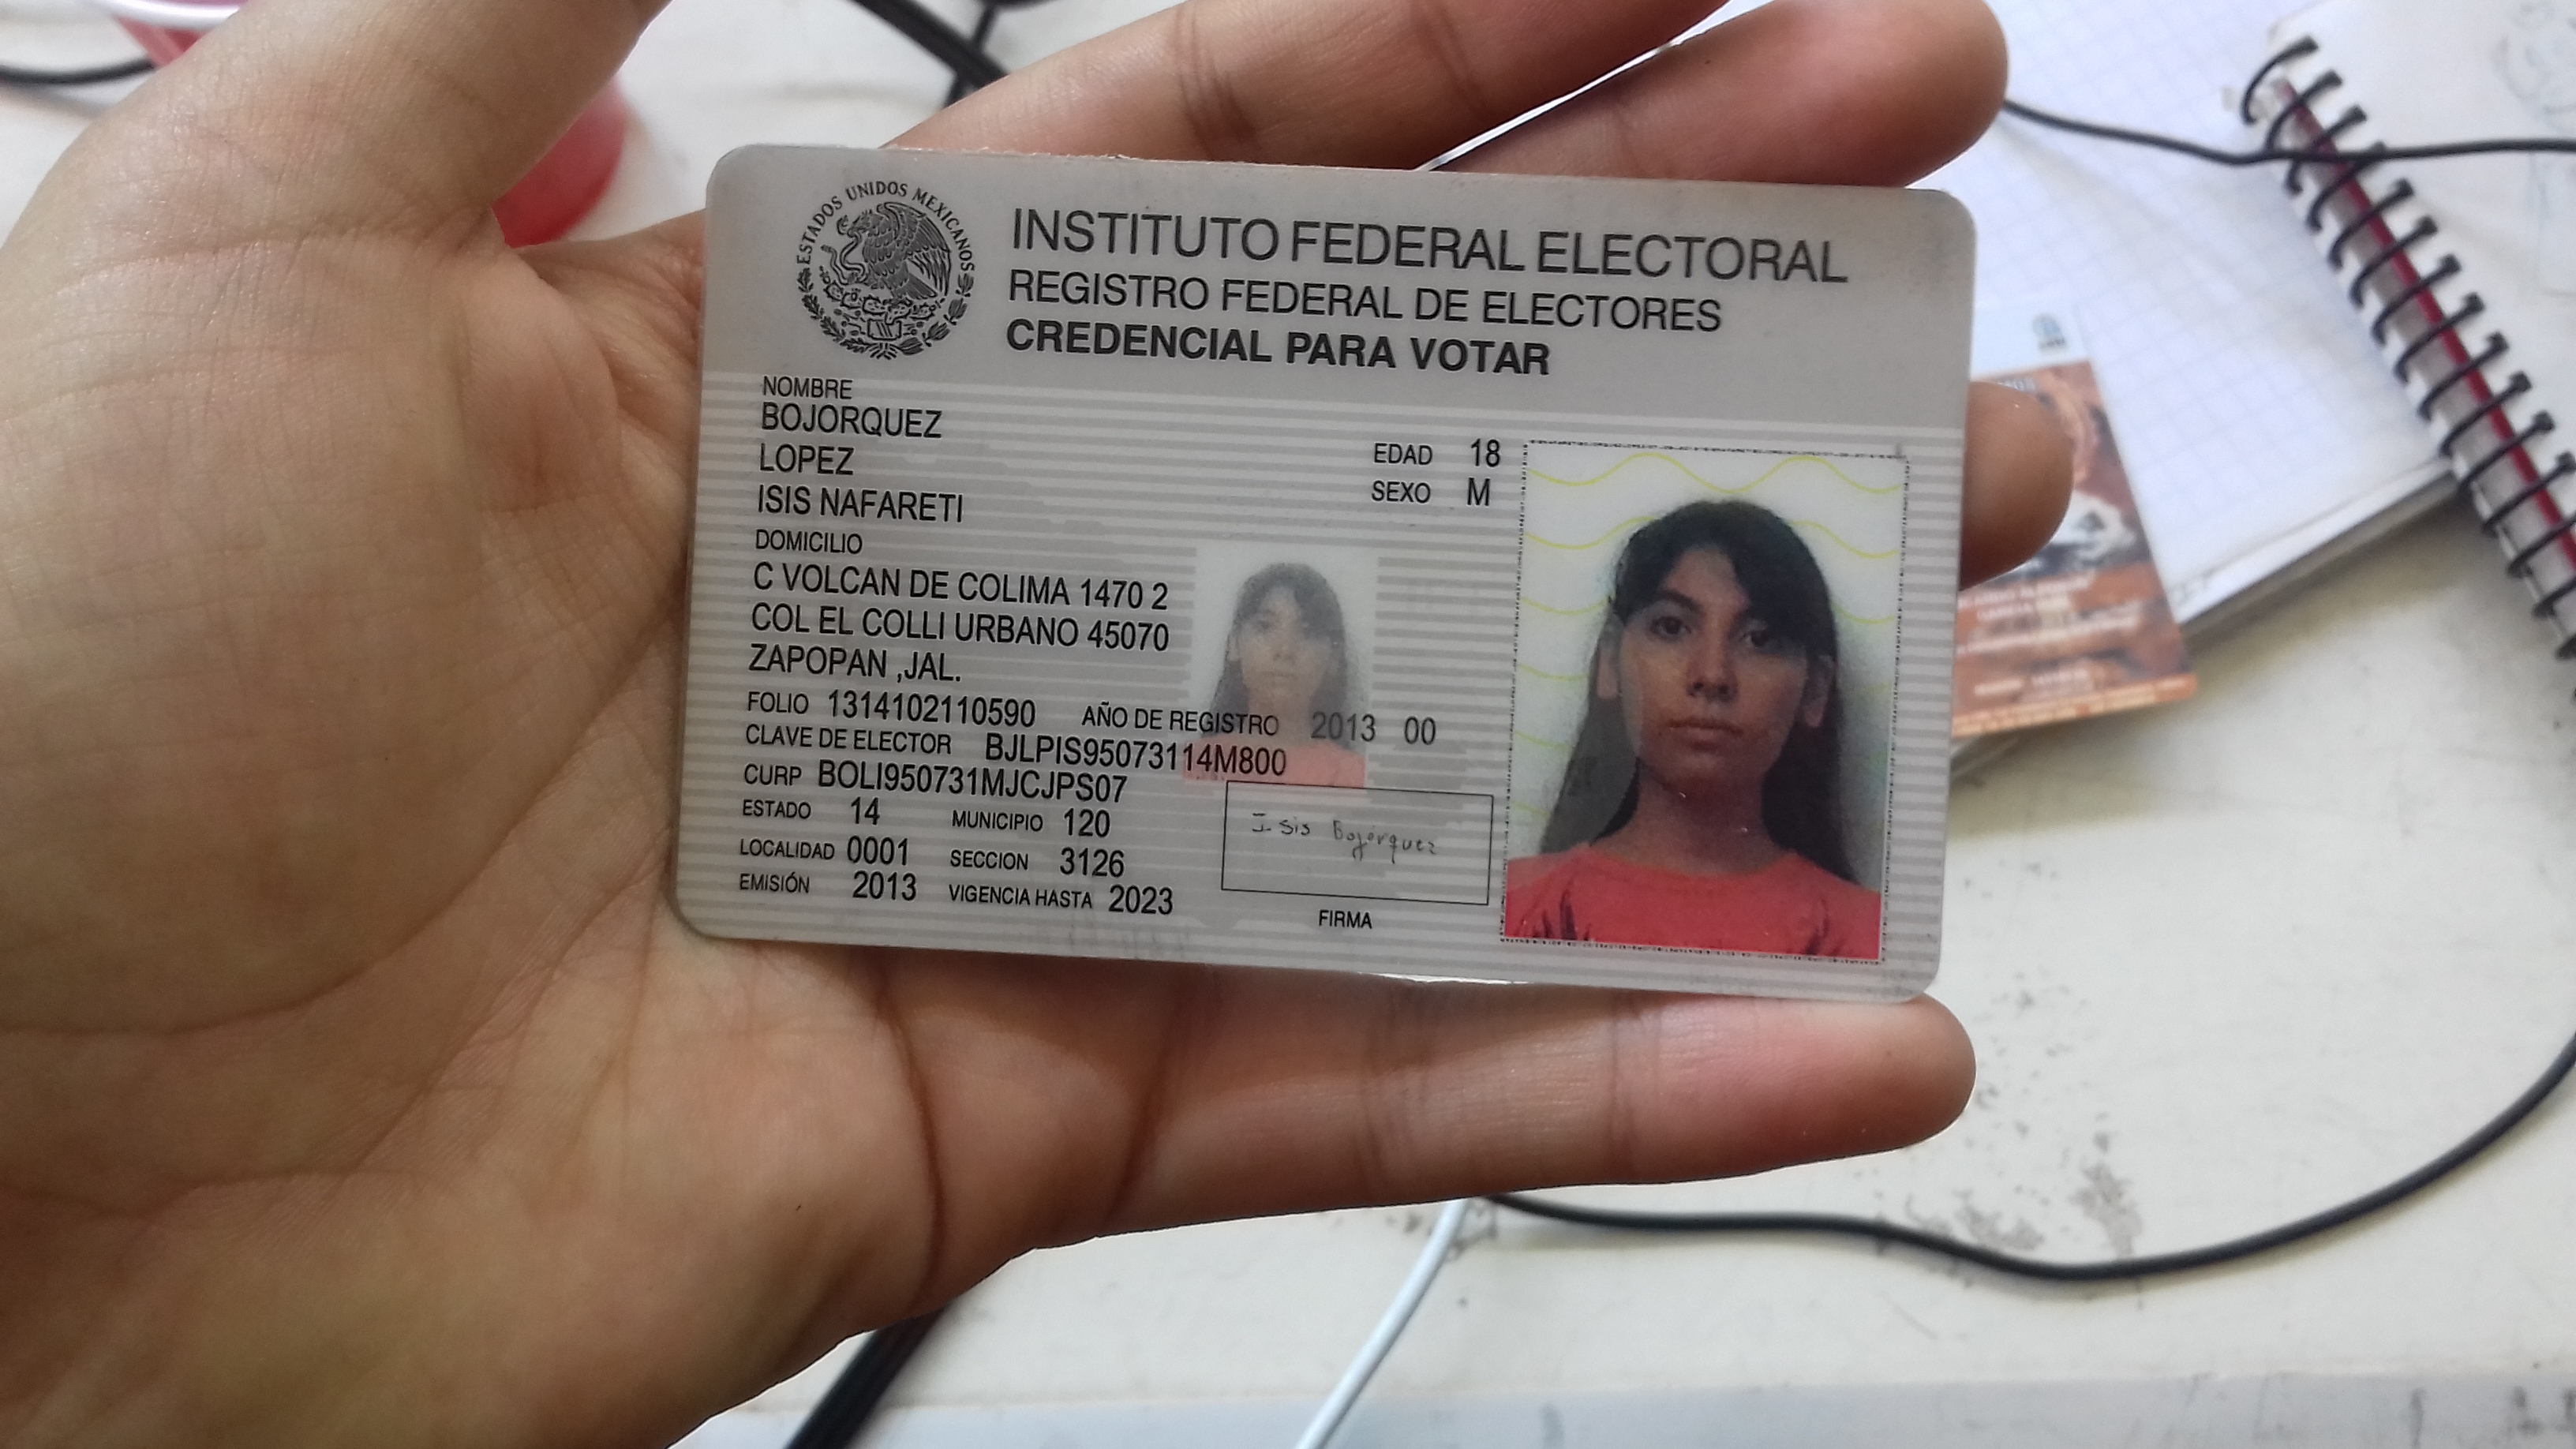 ESTADOS UNIDOS MEXICANOS
INSTITUTO FEDERAL ELECTORAL
REGISTRO FEDERAL DE ELECTORES
CREDENCIAL PARA VOTAR
NOMBRE
BOJORQUEZ
LOPEZ
ISIS NAFARETI
EDAD 18
SEXO M
DOMICILIO
C VOLCAN DE COLIMA 1470 2
COL EL COLLI URBANO 45070
ZAPOPAN ,JAL.
FOLIO 1314102110590 AÑO DE REGISTRO 2013 00
CLAVE DE ELECTOR BJLPIS95073114M800
CURP BOLI950731MJCJPS07
ESTADO 14 MUNICIPIO 120
LOCALIDAD 0001 SECCION 3126
EMISIÓN 2013 VIGENCIA HASTA 2023
Isis Bojórquez
FIRMA